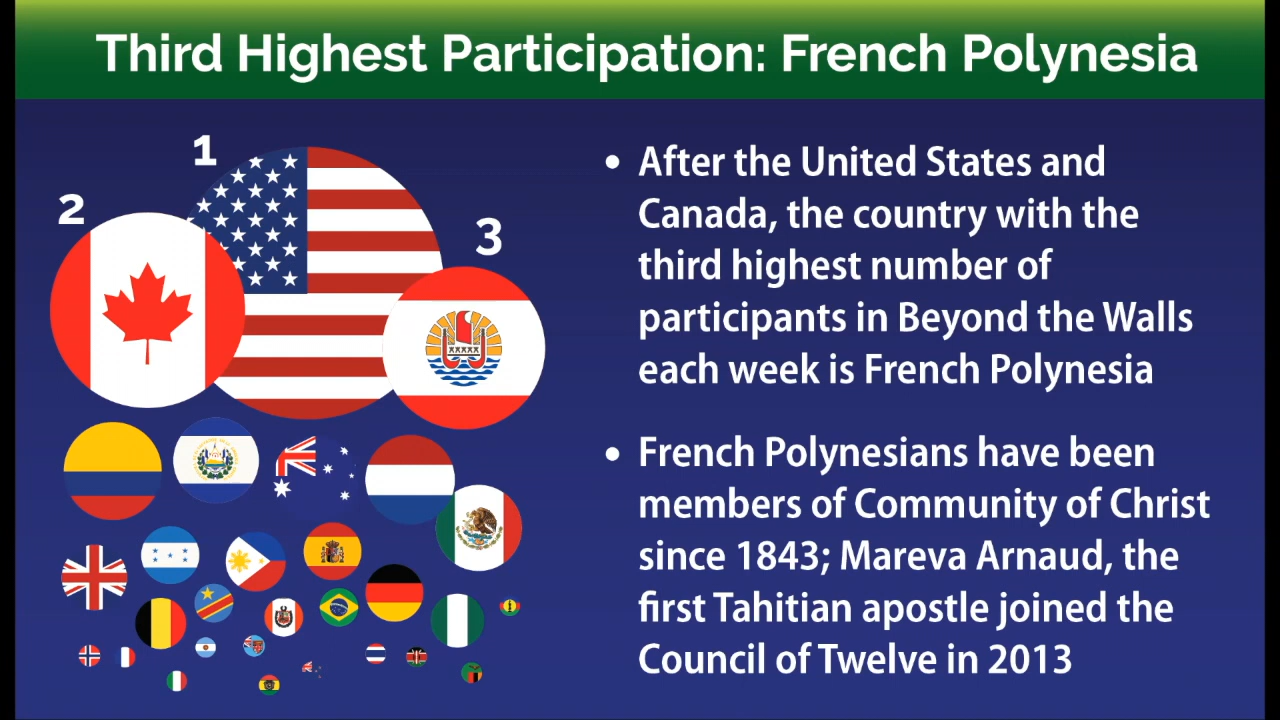 Third Highest Participation: French Polynesia
1
2
3
• After the United States and
Canada, the country with the
third highest number of
participants in Beyond the Walls
each week is French Polynesia
• French Polynesians have been
members of Community of Christ
since 1843; Mareva Arnaud, the
first Tahitian apostle joined the
Council of Twelve in 2013